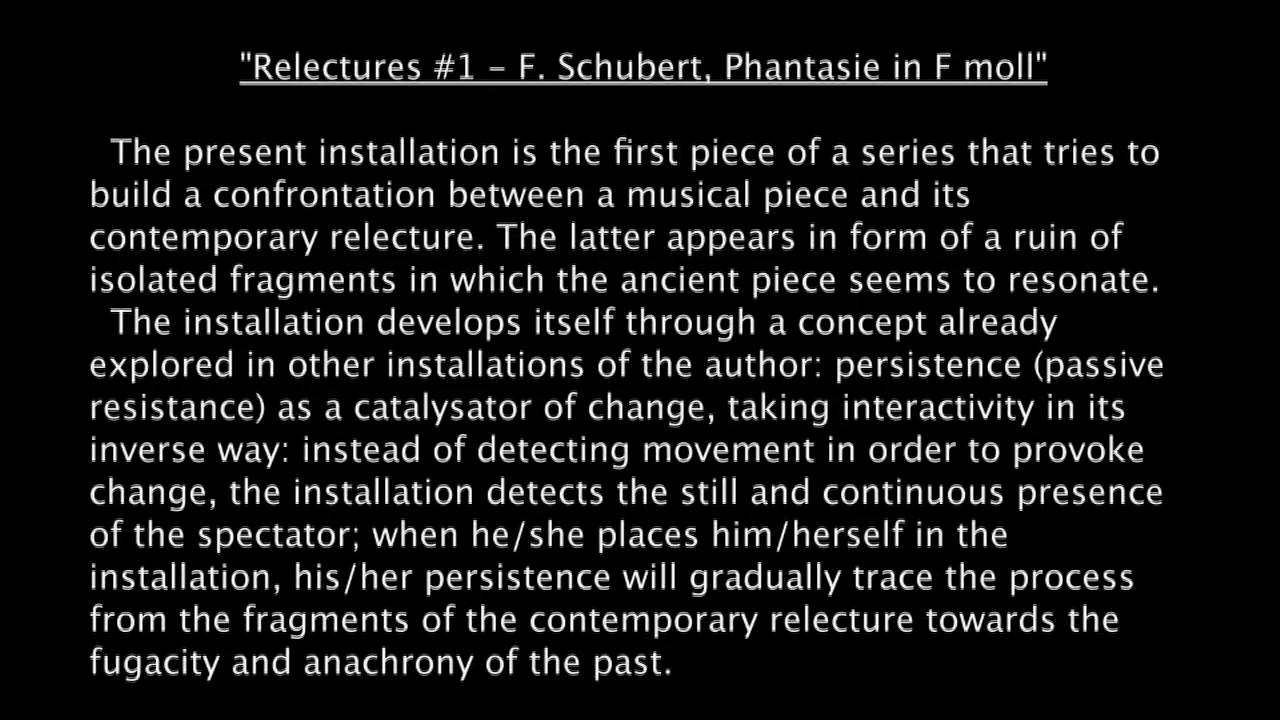 "Relectures #1 – F. Schubert, Phantasie in F moll"
The present installation is the first piece of a series that tries to
build a confrontation between a musical piece and its
contemporary relecture. The latter appears in form of a ruin of
isolated fragments in which the ancient piece seems to resonate.
The installation develops itself through a concept already
explored in other installations of the author: persistence (passive
resistance) as a catalysator of change, taking interactivity in its
inverse way: instead of detecting movement in order to provoke
change, the installation detects the still and continuous presence
of the spectator; when he/she places him/herself in the
installation, his/her persistence will gradually trace the process
from the fragments of the contemporary relecture towards the
fugacity and anachrony of the past.